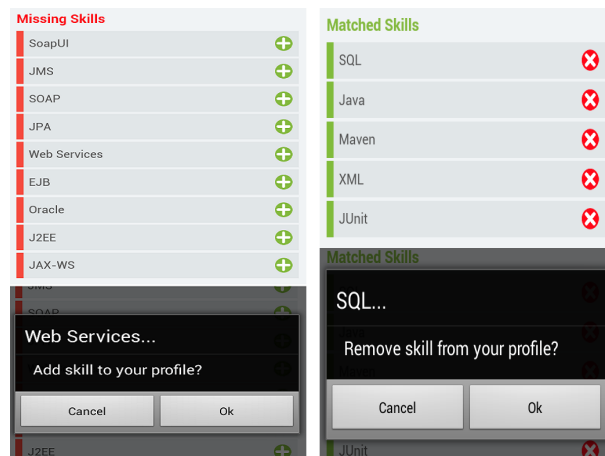 Missing Skills
SoapUI
JMS
SOAP
JPA
Web Services
EJB
Oracle
J2EE
JAX-WS
JMS
SOAP
Web Services...
Add skill to your profile?
Cancel
Ok
J2EE
Matched Skills
SQL
Java
Maven
XML
JUnit
Matched Skills
SQL...
Remove skill from your profile?
Maven
Cancel
Ok
JUnit